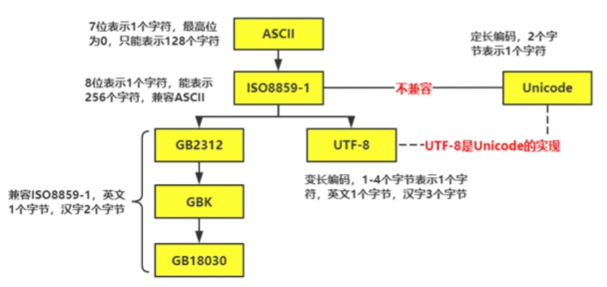 7位表示1个字符，最高位
为0，只能表示128个字符
ASCII
定长编码，2个字
节表示1个字符
8位表示1个字符，能表示
256个字符，兼容ASCII
ISO8859-1
不兼容
Unicode
GB2312
UTF-8
UTF-8是Unicode的实现
变长编码，1-4个字节表示1个字
符，英文1个字节，汉字3个字节
兼容ISO8859-1，英文
1个字节，汉字2个字节
GBK
GB18030